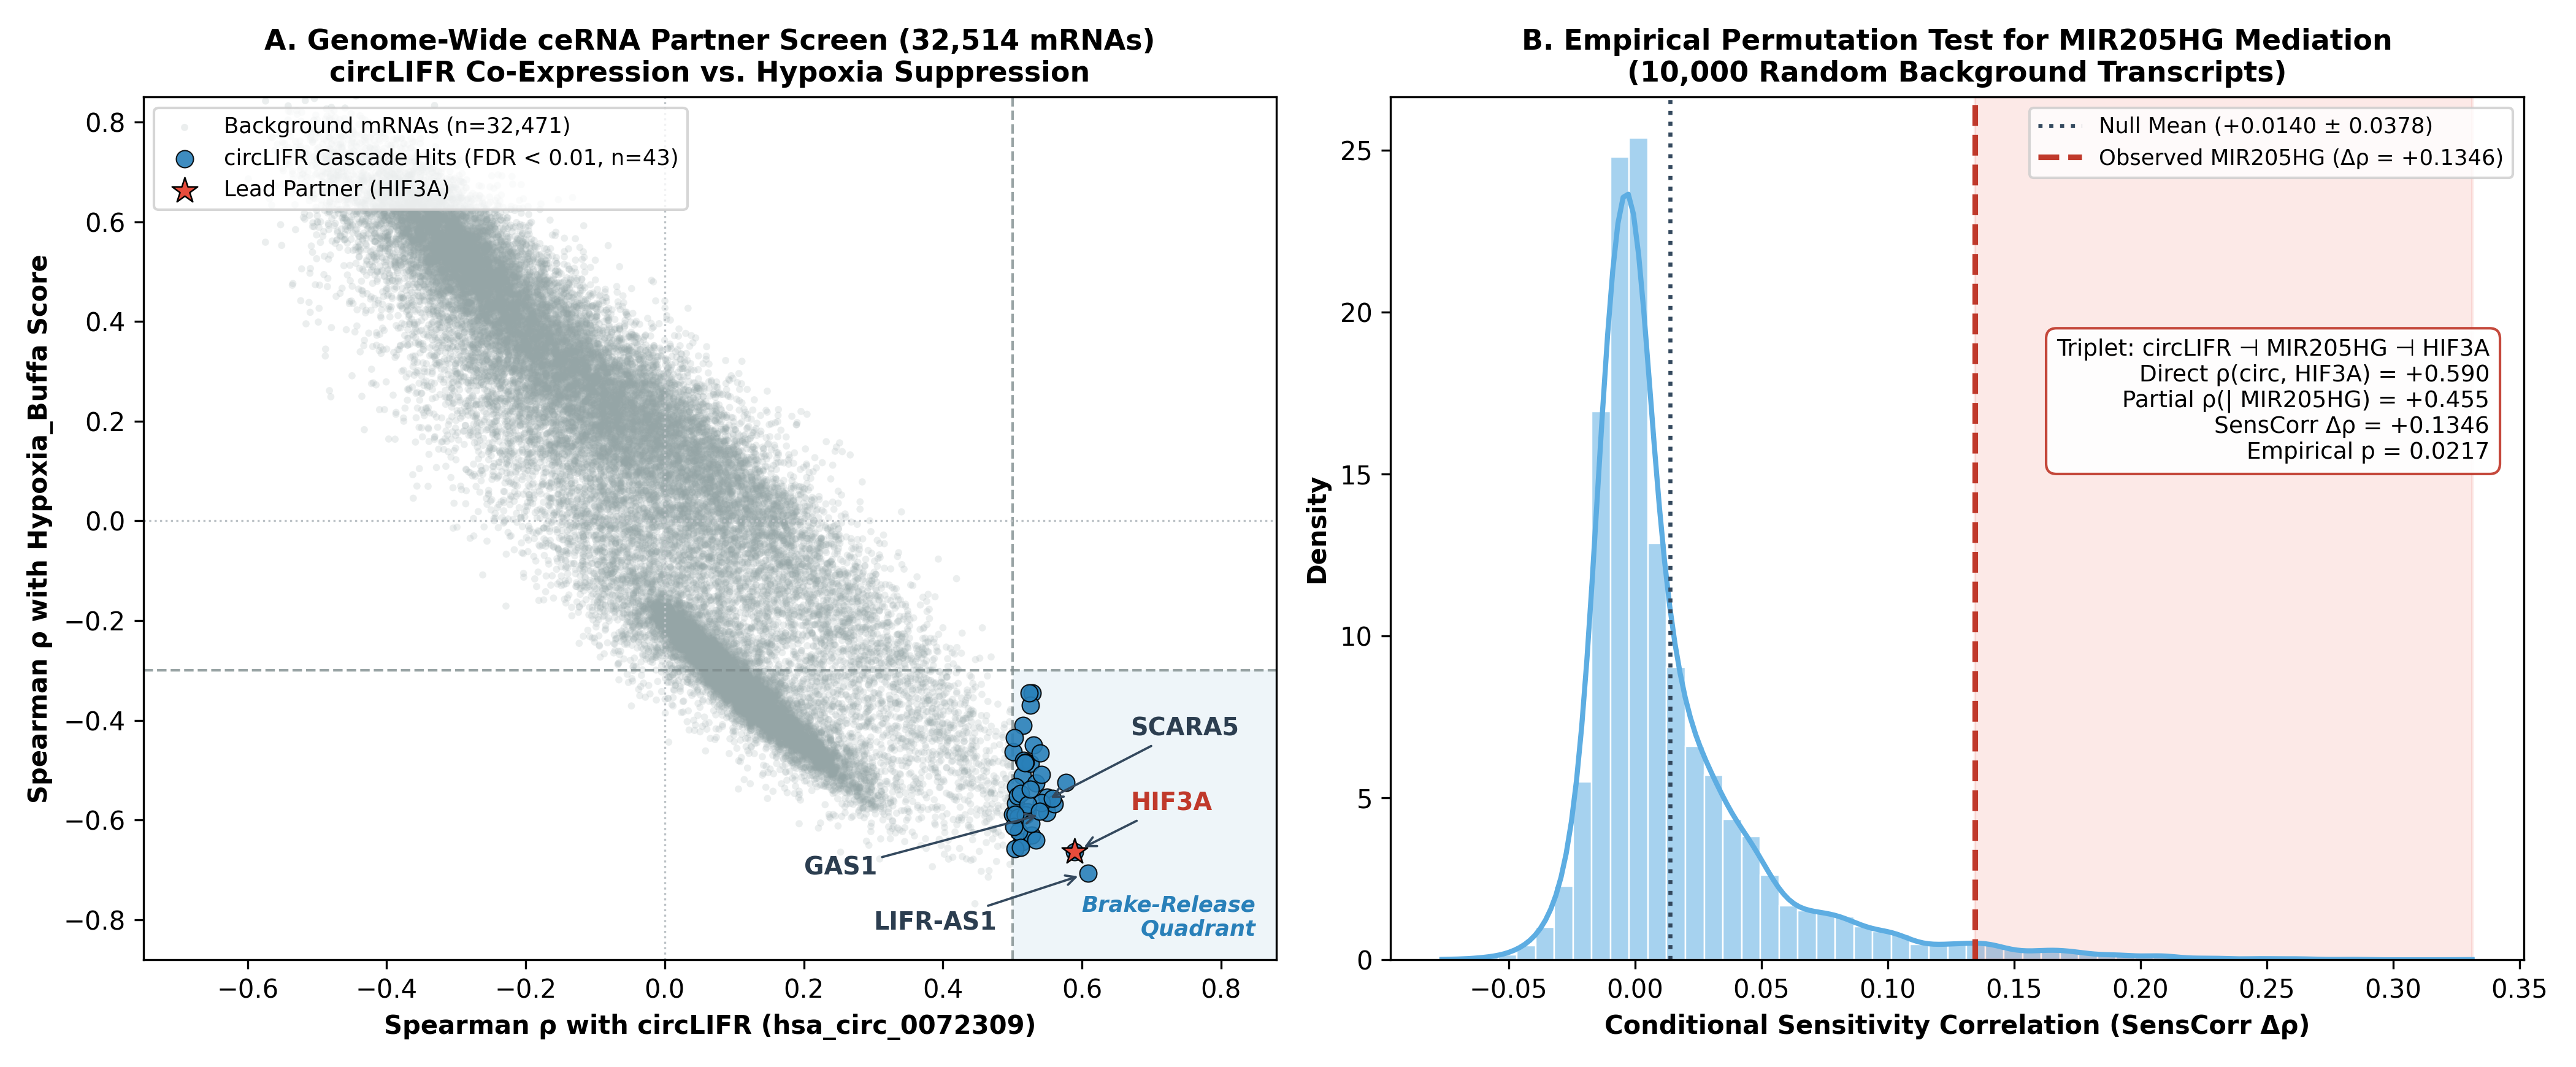 A. Genome-Wide ceRNA Partner Screen (32,514 mRNAs)
circLIFR Co-Expression vs. Hypoxia Suppression
Spearman ρ with Hypoxia_Buffa Score
0.8
0.6
0.4
0.2
0.0
−0.2
−0.4
−0.6
−0.8
Background mRNAs (n=32,471)
circLIFR Cascade Hits (FDR < 0.01, n=43)
Lead Partner (HIF3A)
SCARA5
HIF3A
GAS1
LIFR-AS1
Brake-Release
Quadrant
−0.6
−0.4
−0.2
0.0
0.2
0.4
0.6
0.8
Spearman ρ with circLIFR (hsa_circ_0072309)
B. Empirical Permutation Test for MIR205HG Mediation
(10,000 Random Background Transcripts)
Density
25
20
15
10
5
0
Null Mean (+0.0140 ± 0.0378)
Observed MIR205HG (Δρ = +0.1346)
Triplet: circLIFR ⊣ MIR205HG ⊣ HIF3A
Direct ρ(circ, HIF3A) = +0.590
Partial ρ(| MIR205HG) = +0.455
SensCorr Δρ = +0.1346
Empirical p = 0.0217
−0.05
0.00
0.05
0.10
0.15
0.20
0.25
0.30
0.35
Conditional Sensitivity Correlation (SensCorr Δρ)